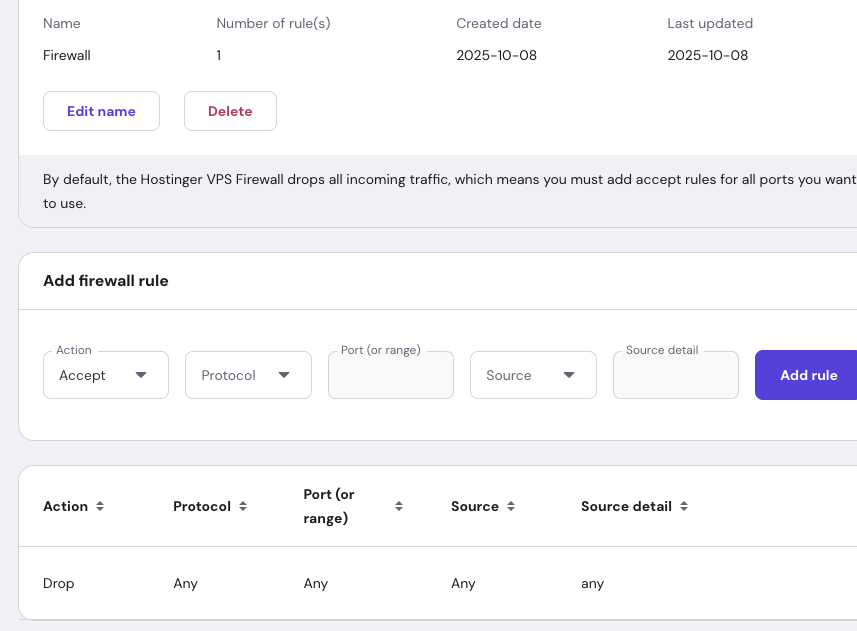 Name Number of rule(s) Created date Last updated
Firewall 1 2025-10-08 2025-10-08
Edit name Delete
By default, the Hostinger VPS Firewall drops all incoming traffic, which means you must add accept rules for all ports you want
to use.
Add firewall rule
Action Port (or range) Source detail
Accept Protocol Source Add rule
Action Protocol Port (or range) Source Source detail
Drop Any Any Any any